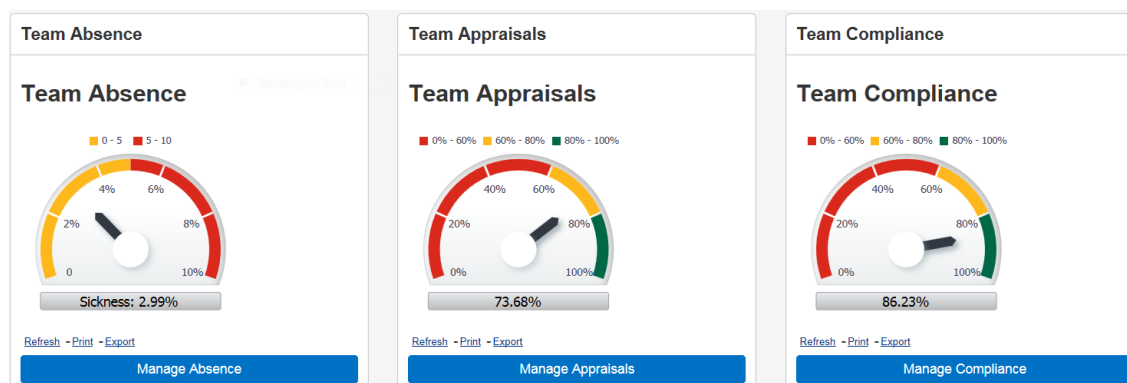 Team Absence
Team Absence
0 - 5 5 - 10
4% 6%
2% 8%
0 10%
Sickness: 2.99%
Refresh - Print - Export
Manage Absence
Team Appraisals
Team Appraisals
0% - 60% 60% - 80% 80% - 100%
40% 60%
20% 80%
0% 100%
73.68%
Refresh - Print - Export
Manage Appraisals
Team Compliance
Team Compliance
0% - 60% 60% - 80% 80% - 100%
40% 60%
20% 80%
0% 100%
86.23%
Refresh - Print - Export
Manage Compliance
Rectangular Snip